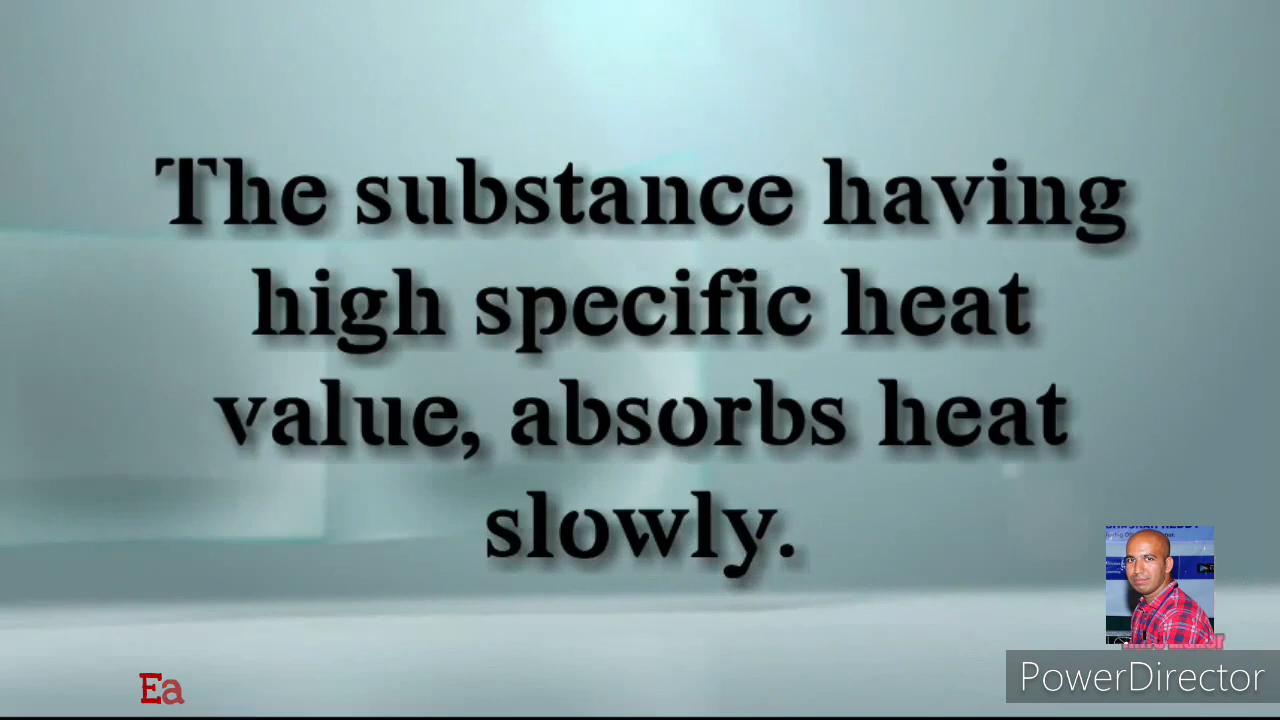 The substance having
high specific heat
value, absorbs heat
slowly.
Ea
PowerDirector